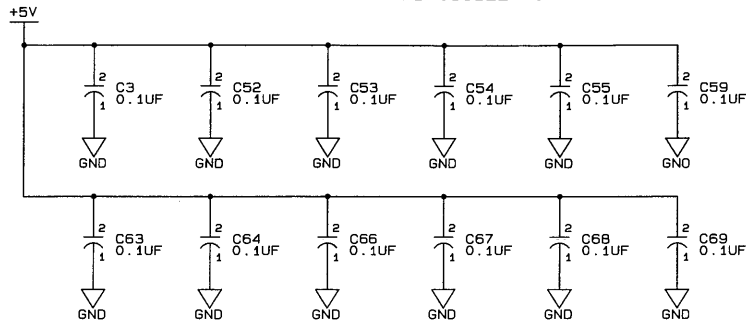 +5V
2 C3 2 C52 2 C53 2 C54 2 C55 2 C59
0.1UF 0.1UF 0.1UF 0.1UF 0.1UF 0.1UF
1 1 1 1 1 1
GND GND GND GND GND GNO
2 C63 2 C64 2 C66 2 C67 2 C68 2 C69
0.1UF 0.1UF 0.1UF 0.1UF 0.1UF 0.1UF
1 1 1 1 1 1
GND GND GND GND GND GND